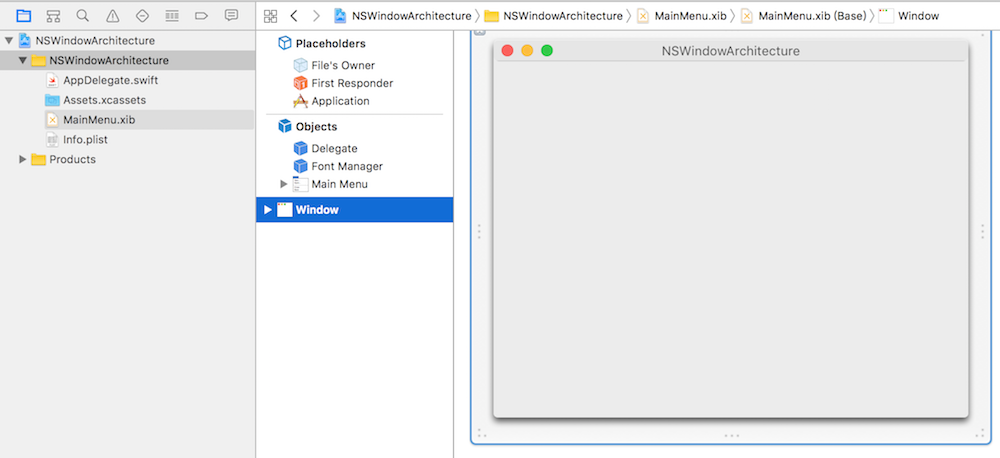 NSWindowArchitecture
NSWindowArchitecture
AppDelegate.swift
Assets.xcassets
MainMenu.xib
Info.plist
Products
NSWindowArchitecture NSWindowArchitecture MainMenu.xib MainMenu.xib (Base) Window
Placeholders
File's Owner
First Responder
Application
Objects
Delegate
Font Manager
Main Menu
Window
NSWindowArchitecture